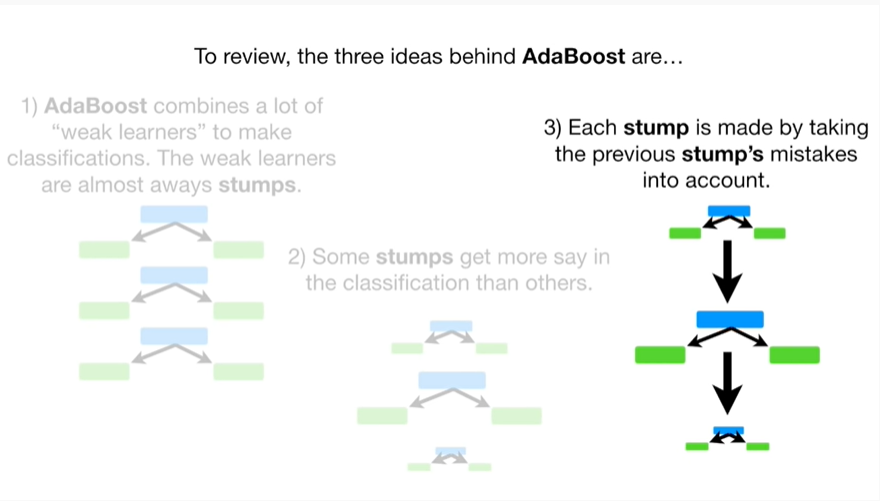 To review, the three ideas behind AdaBoost are…
1) AdaBoost combines a lot of
“weak learners” to make
classifications. The weak learners
are almost aways stumps.
2) Some stumps get more say in
the classification than others.
3) Each stump is made by taking
the previous stump’s mistakes
into account.